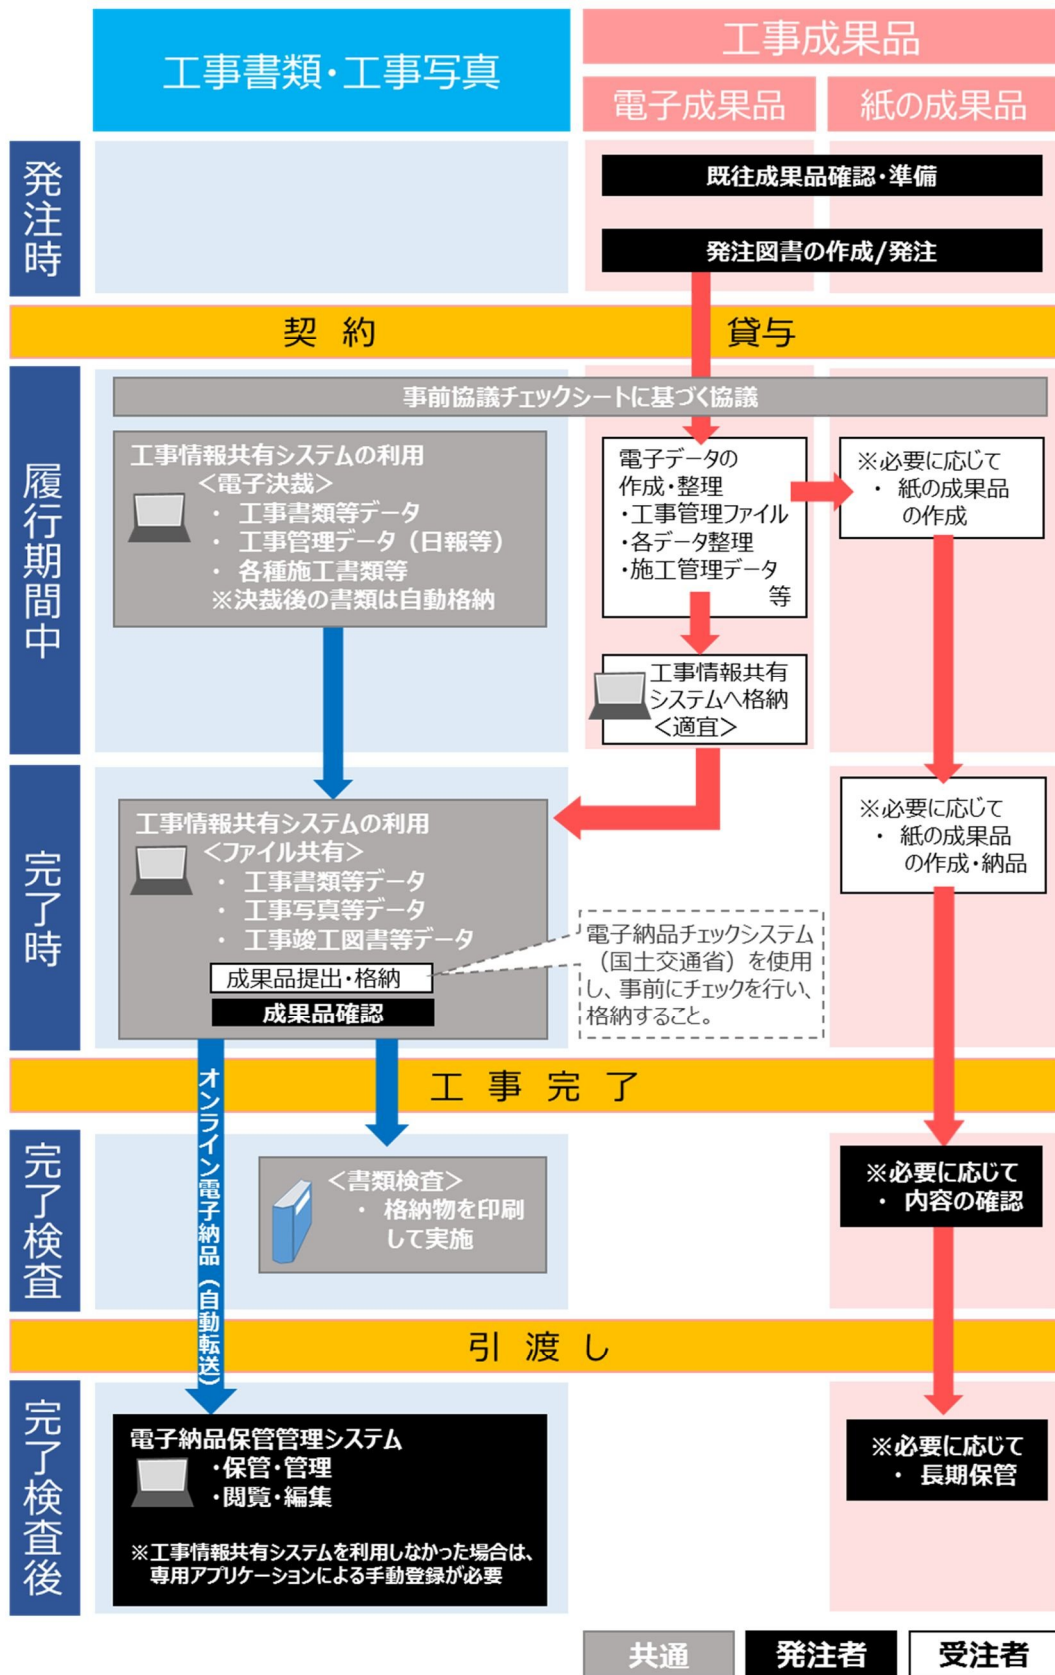 工事書類・工事写真
工事成果品
電子成果品
紙の成果品
発注時
既往成果品確認・準備
発注図書の作成/発注
契約
貸与
履行期間中
事前協議チェックシートに基づく協議
工事情報共有システムの利用
＜電子決裁＞
・ 工事書類等データ
・ 工事管理データ（日報等）
・ 各種施工書類等
※決裁後の書類は自動格納
電子データの
作成・整理
・工事管理ファイル
・各データ整理
・施工管理データ
等
※必要に応じて
・ 紙の成果品
の作成
工事情報共有
システムへ格納
＜適宜＞
完了時
工事情報共有システムの利用
＜ファイル共有＞
・ 工事書類等データ
・ 工事写真等データ
・ 工事竣工図書等データ
成果品提出・格納
成果品確認
電子納品チェックシステム
（国土交通省）を使用
し、事前にチェックを行い、
格納すること。
※必要に応じて
・ 紙の成果品
の作成・納品
工事完了
オンライン電子納品（自動転送）
完了検査
＜書類検査＞
・ 格納物を印刷
して実施
※必要に応じて
・ 内容の確認
引渡し
完了検査後
電子納品保管管理システム
・保管・管理
・閲覧・編集
※工事情報共有システムを利用しなかった場合は、
専用アプリケーションによる手動登録が必要
※必要に応じて
・ 長期保管
共通
発注者
受注者